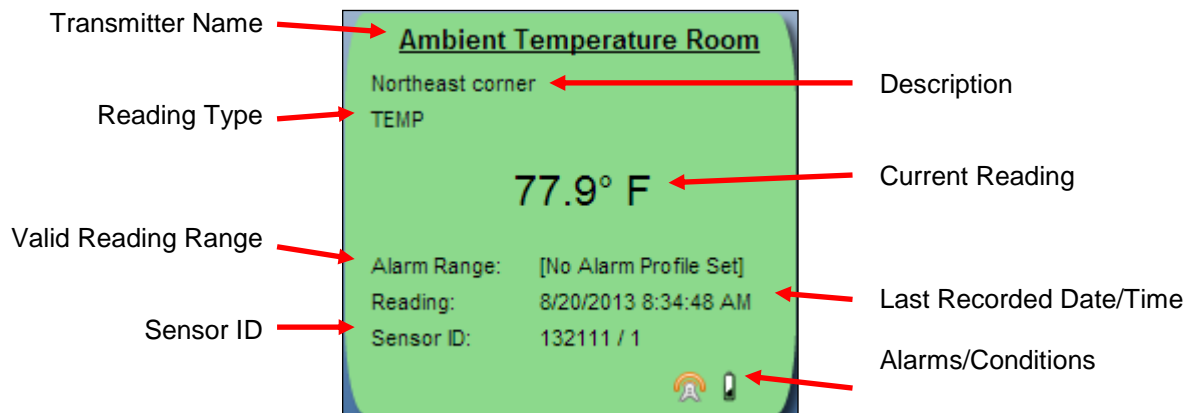 Transmitter Name
Ambient Temperature Room
Northeast corner
Description
Reading Type
TEMP
77.9° F
Current Reading
Valid Reading Range
Alarm Range: [No Alarm Profile Set]
Reading: 8/20/2013 8:34:48 AM
Last Recorded Date/Time
Sensor ID
Sensor ID: 132111 / 1
Alarms/Conditions